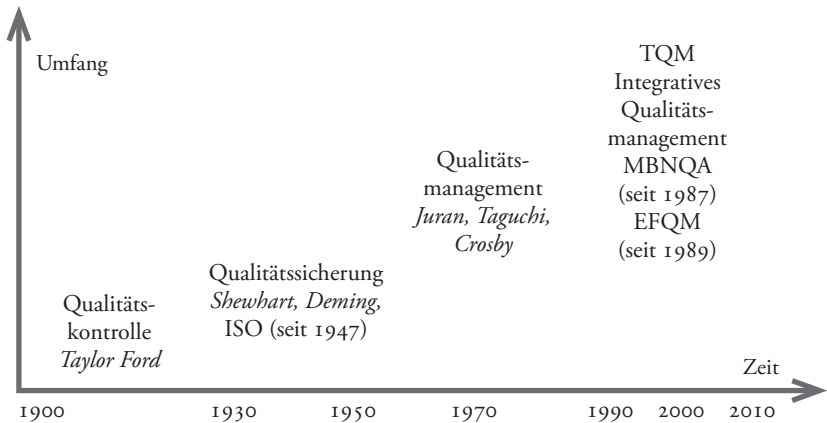 Umfang
TQM
Integratives
Qualitäts-
management
MBNQA
(seit 1987)
EFQM
(seit 1989)
Qualitäts-
management
Juran, Taguchi,
Crosby
Qualitätssicherung
Shewhart, Deming,
ISO (seit 1947)
Qualitäts-
kontrolle
Taylor Ford
Zeit
1900 1930 1950 1970 1990 2000 2010